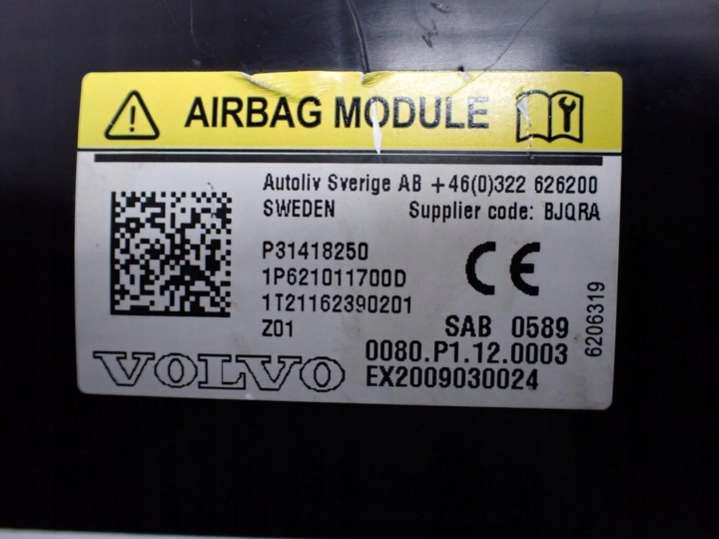 AIRBAG MODULE
Autoliv Sverige AB +46(0)322 626200
SWEDEN Supplier code: BJQRA
P31418250
1P621011700D
1T21162390201
Z01
CE
SAB 0589
0080.P1.12.0003
EX2009030024
VOLVO
6206319